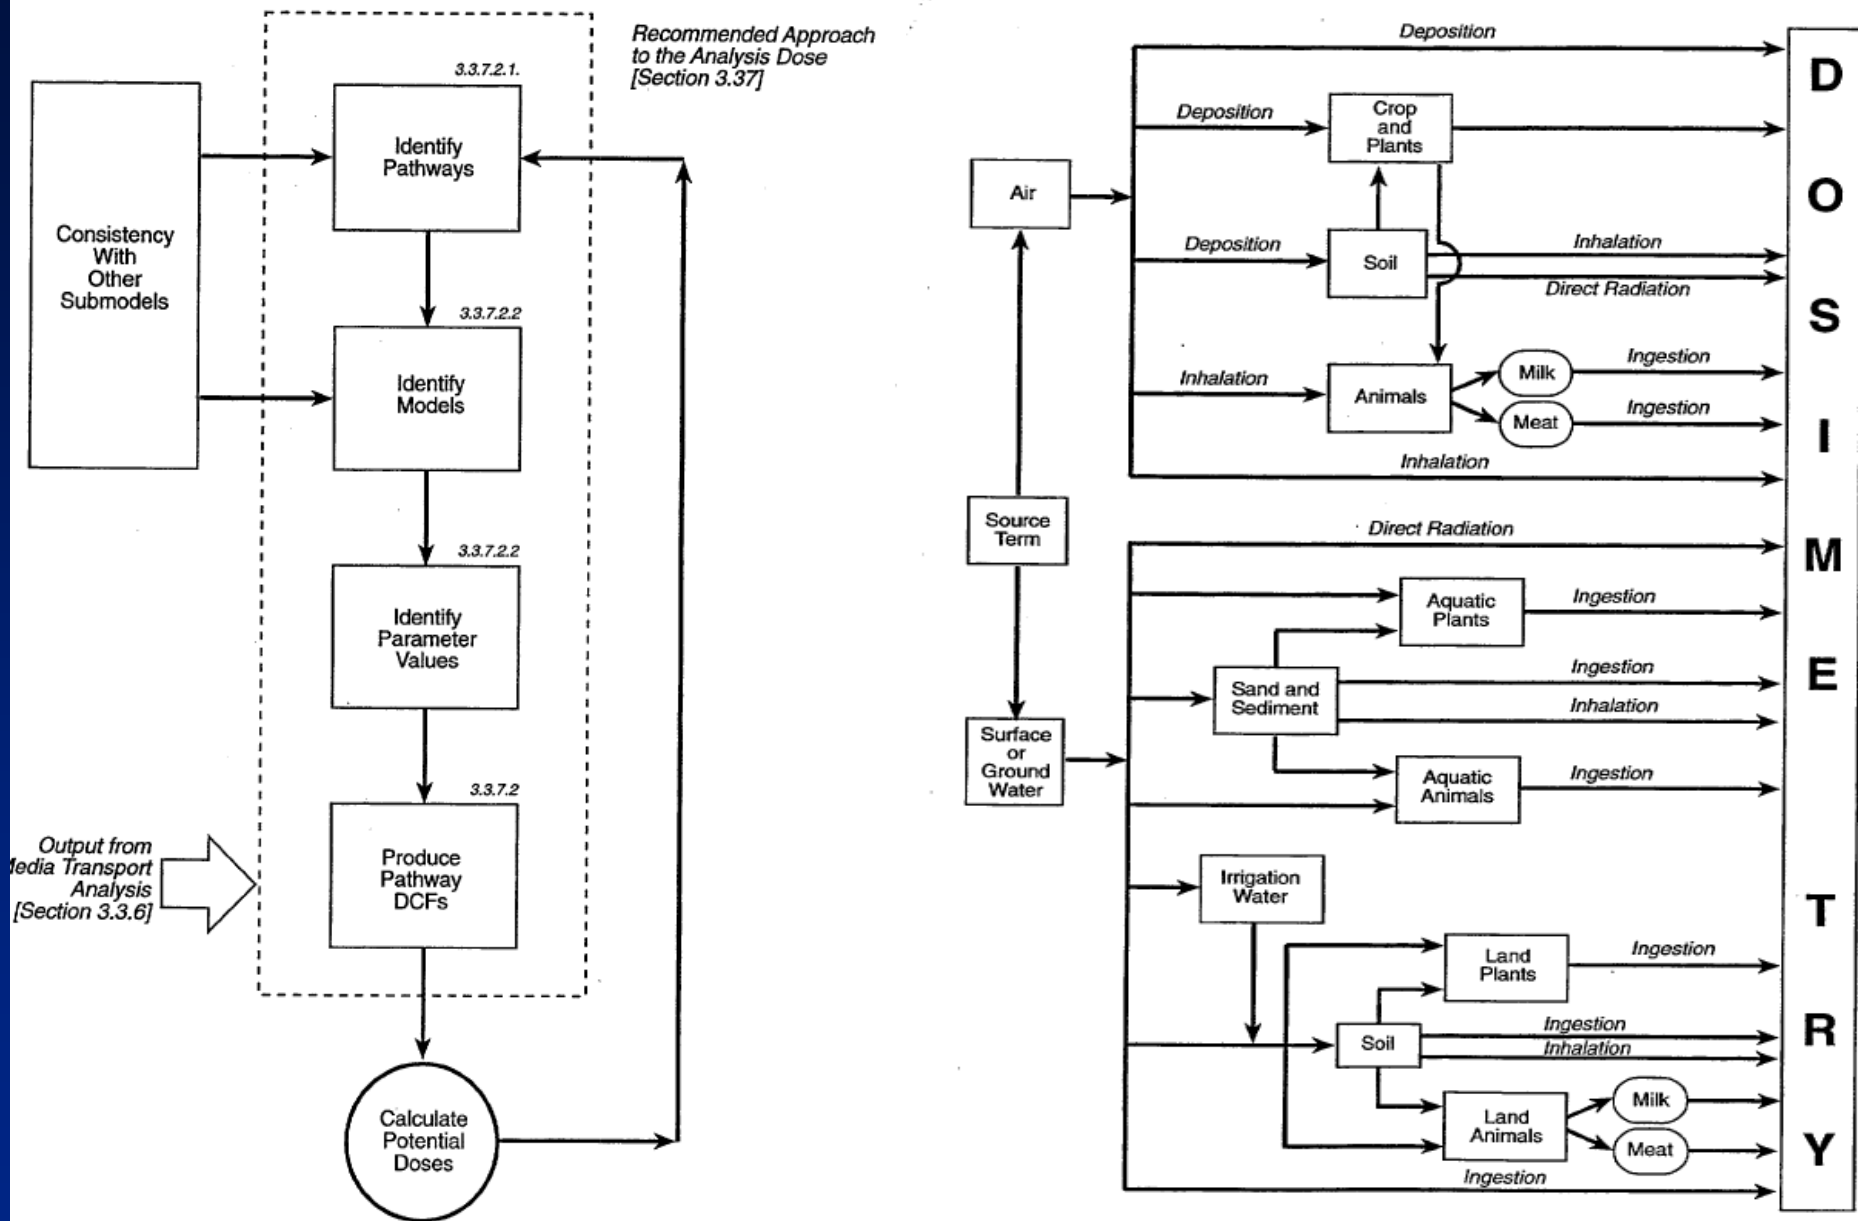 Recommended Approach
to the Analysis Dose
[Section 3.37]
Consistency
With
Other
Submodels
3.3.7.2.1.
Identify
Pathways
3.3.7.2.2
Identify
Models
3.3.7.2.2
Identify
Parameter
Values
3.3.7.2
Produce
Pathway
DCFs
Output from
Transport
Analysis
[Section 3.3.6]
Calculate
Potential
Doses
Source
Term
Air
Deposition
Deposition
Crop
and
Plants
Deposition
Soil
Inhalation
Direct Radiation
Inhalation
Animals
Milk
Ingestion
Meat
Ingestion
Inhalation
Surface
or
Ground
Water
Direct Radiation
Aquatic
Plants
Ingestion
Sand and
Sediment
Ingestion
Inhalation
Aquatic
Animals
Ingestion
Irrigation
Water
Land
Plants
Ingestion
Soil
Ingestion
Inhalation
Land
Animals
Milk
Meat
Ingestion
D
O
S
I
M
E
T
R
Y